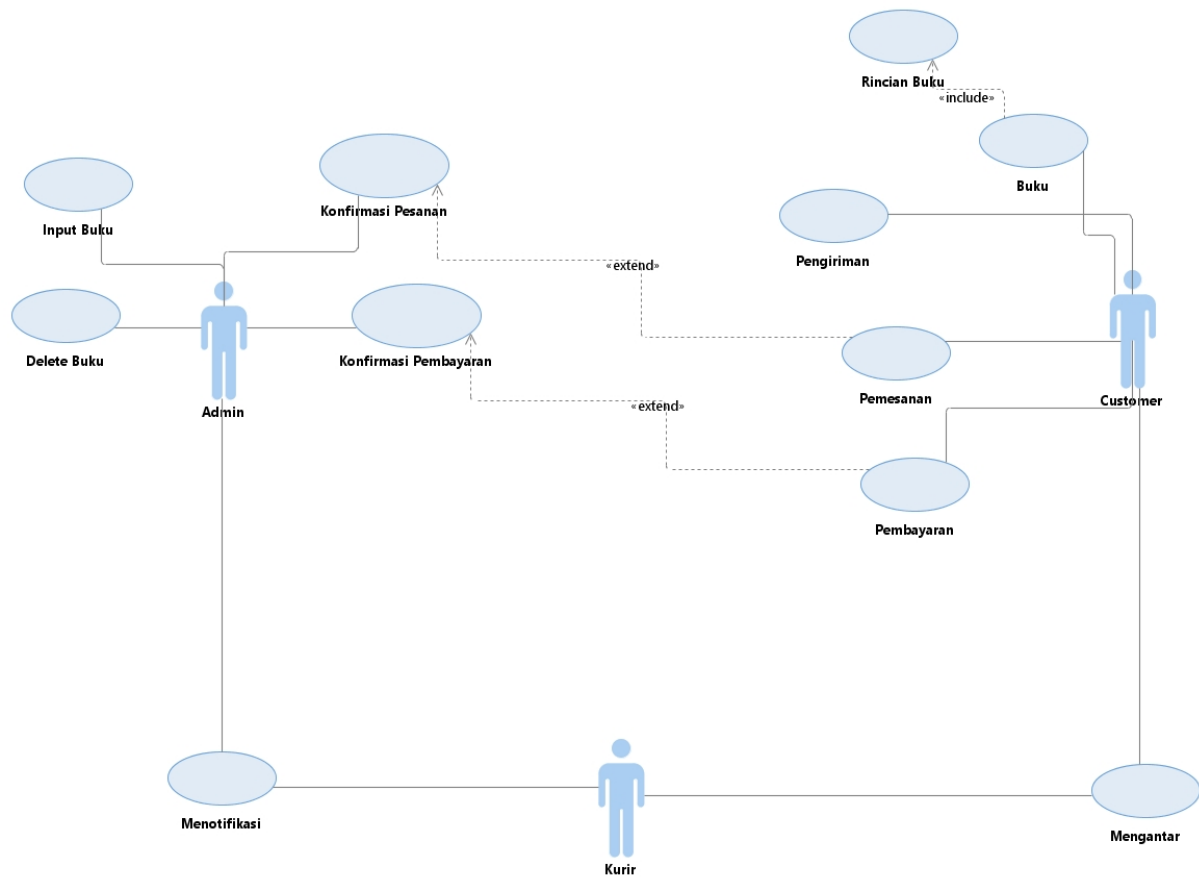 Rincian Buku
«include»
Buku
Konfirmasi Pesanan
Input Buku
Pengiriman
«extend»
Delete Buku
Konfirmasi Pembayaran
Pemesanan
Customer
Admin
«extend»
Pembayaran
Menotifikasi
Mengantar
Kurir